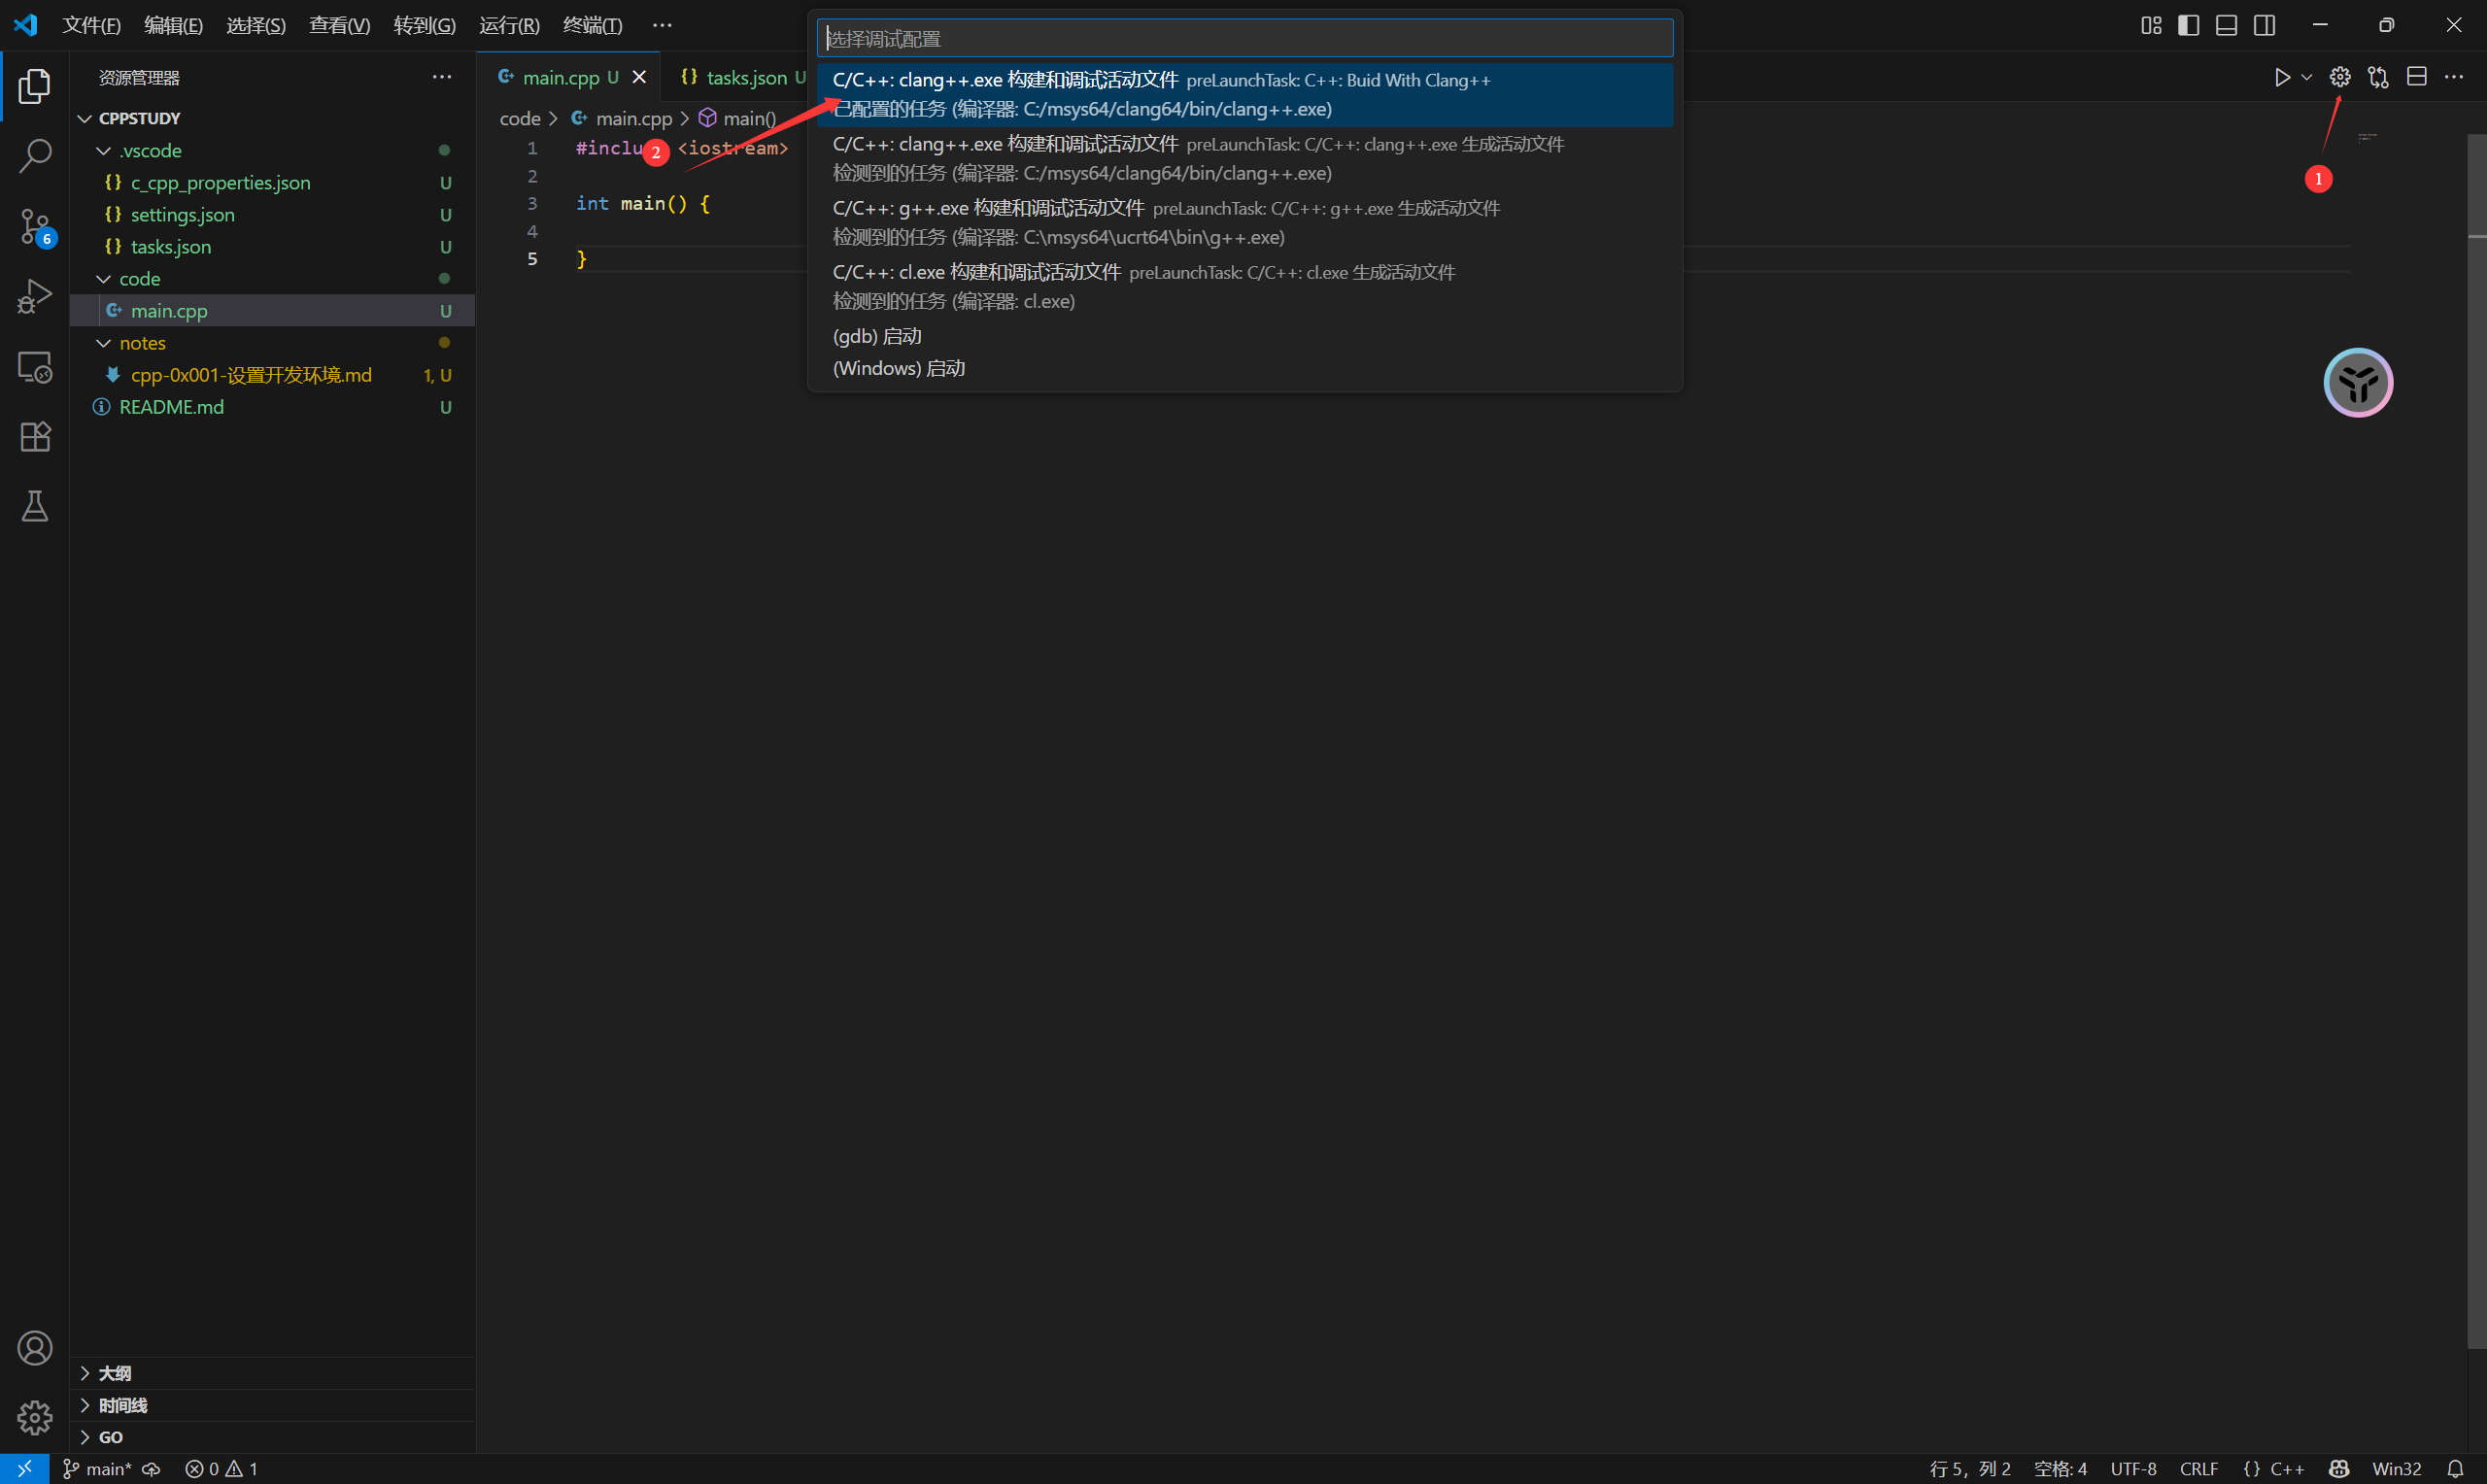 文件(F) 编辑(E) 选择(S) 查看(V) 转到(G) 运行(R) 终端(T) ···
选择调试配置
C/C++: clang++.exe 构建和调试活动文件 preLaunchTask: C++: Buid With Clang++
已配置的任务 (编译器: C:/msys64/clang64/bin/clang++.exe)
C/C++: clang++.exe 构建和调试活动文件 preLaunchTask: C/C++: clang++.exe 生成活动文件
检测到的任务 (编译器: C:/msys64/clang64/bin/clang++.exe)
C/C++: g++.exe 构建和调试活动文件 preLaunchTask: C/C++: g++.exe 生成活动文件
检测到的任务 (编译器: C:\msys64\ucrt64\bin\g++.exe)
C/C++: cl.exe 构建和调试活动文件 preLaunchTask: C/C++: cl.exe 生成活动文件
检测到的任务 (编译器: cl.exe)
(gdb) 启动
(Windows) 启动
1
2
资源管理器
CPPSTUDY
.vscode
{} c_cpp_properties.json U
{} settings.json U
{} tasks.json U
code
main.cpp U
notes
cpp-0x001-设置开发环境.md 1, U
README.md U
6
大纲
时间线
GO
main.cpp U
{} tasks.json U
code > main.cpp > main()
1 #inclu <iostream>
2
3 int main() {
4
5 }
main* 0 1
行 5，列 2 空格: 4 UTF-8 CRLF {} C++ Win32